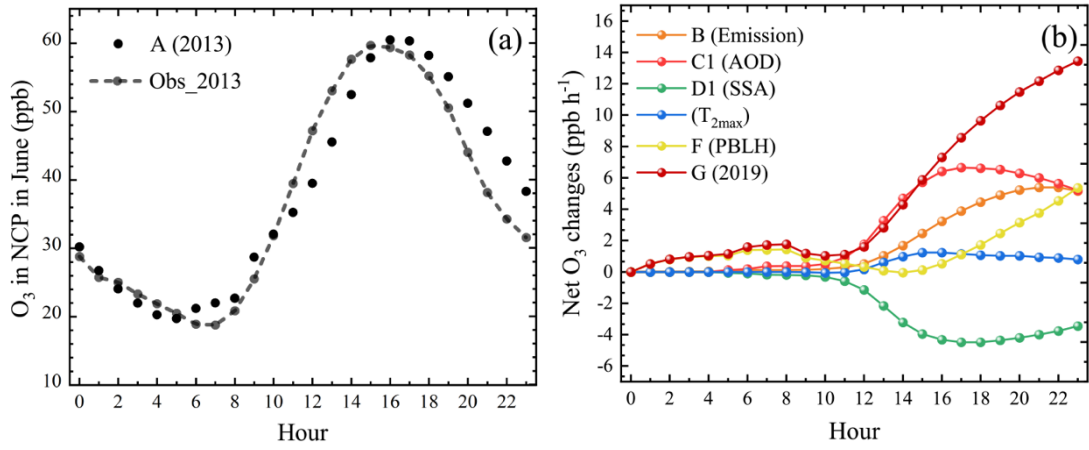 (a)
A (2013)
Obs_2013
O₃ in NCP in June (ppb)
60
50
40
30
20
10
0 2 4 6 8 10 12 14 16 18 20 22
Hour
(b)
B (Emission)
C1 (AOD)
D1 (SSA)
(T₂ₘₐₓ)
F (PBLH)
G (2019)
Net O₃ changes (ppb h⁻¹)
16
14
12
10
8
6
4
2
0
-2
-4
-6
0 2 4 6 8 10 12 14 16 18 20 22
Hour